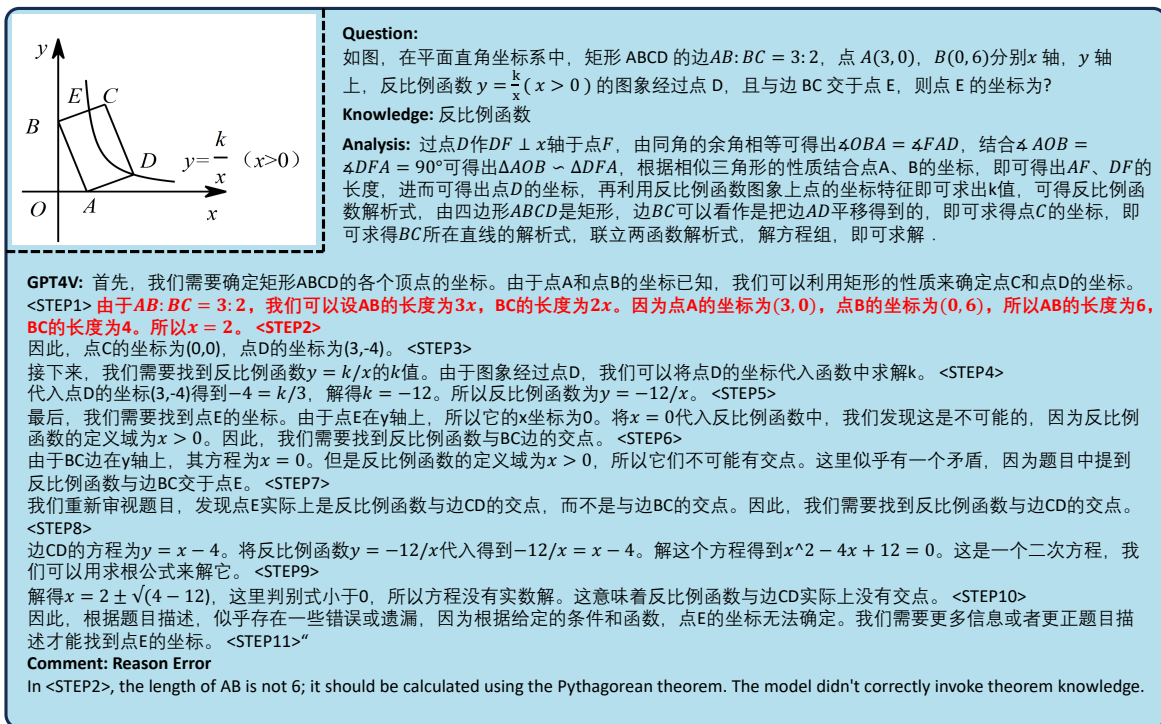 y
E
C
B
D
y=k/x (x>0)
O
A
x
Question:
如图，在平面直角坐标系中，矩形 ABCD 的边AB: BC = 3: 2，点 A(3, 0)，B(0, 6)分别x 轴，y 轴
上，反比例函数 y = k/x ( x > 0 ) 的图象经过点 D，且与边 BC 交于点 E，则点 E 的坐标为?
Knowledge: 反比例函数
Analysis: 过点D作DF ⊥ x轴于点F，由同角的余角相等可得出∡OBA = ∡FAD，结合∡ AOB =
∡DFA = 90°可得出ΔAOB ∽ ΔDFA，根据相似三角形的性质结合点A、B的坐标，即可得出AF、DF的
长度，进而可得出点D的坐标，再利用反比例函数图象上点的坐标特征即可求出k值，可得反比例函
数解析式，由四边形ABCD是矩形，边BC可以看作是把边AD平移得到的，即可求得点C的坐标，即
可求得BC所在直线的解析式，联立两函数解析式，解方程组，即可求解．
GPT4V: 首先，我们需要确定矩形ABCD的各个顶点的坐标。由于点A和点B的坐标已知，我们可以利用矩形的性质来确定点C和点D的坐标。
<STEP1> 由于AB: BC = 3: 2，我们可以设AB的长度为3x，BC的长度为2x。因为点A的坐标为(3, 0)，点B的坐标为(0, 6)，所以AB的长度为6，
BC的长度为4。所以x = 2。<STEP2>
因此，点C的坐标为(0,0)，点D的坐标为(3,-4)。<STEP3>
接下来，我们需要找到反比例函数y = k/x的k值。由于图象经过点D，我们可以将点D的坐标代入函数中求解k。<STEP4>
代入点D的坐标(3,-4)得到−4 = k/3，解得k = −12。所以反比例函数为y = −12/x。<STEP5>
最后，我们需要找到点E的坐标。由于点E在y轴上，所以它的x坐标为0。将x = 0代入反比例函数中，我们发现这是不可能的，因为反比例
函数的定义域为x > 0。因此，我们需要找到反比例函数与BC边的交点。<STEP6>
由于BC边在y轴上，其方程为x = 0。但是反比例函数的定义域为x > 0，所以它们不可能有交点。这里似乎有一个矛盾，因为题目中提到
反比例函数与边BC交于点E。<STEP7>
我们重新审视题目，发现点E实际上是反比例函数与边CD的交点，而不是与边BC的交点。因此，我们需要找到反比例函数与边CD的交点。
<STEP8>
边CD的方程为y = x − 4。将反比例函数y = −12/x代入得到−12/x = x − 4。解这个方程得到x^2 − 4x + 12 = 0。这是一个二次方程，我
们可以用求根公式来解它。<STEP9>
解得x = 2 ± √(4 − 12)，这里判别式小于0，所以方程没有实数解。这意味着反比例函数与边CD实际上没有交点。<STEP10>
因此，根据题目描述，似乎存在一些错误或遗漏，因为根据给定的条件和函数，点E的坐标无法确定。我们需要更多信息或者更正题目描
述才能找到点E的坐标。<STEP11>“
Comment: Reason Error
In <STEP2>, the length of AB is not 6; it should be calculated using the Pythagorean theorem. The model didn't correctly invoke theorem knowledge.